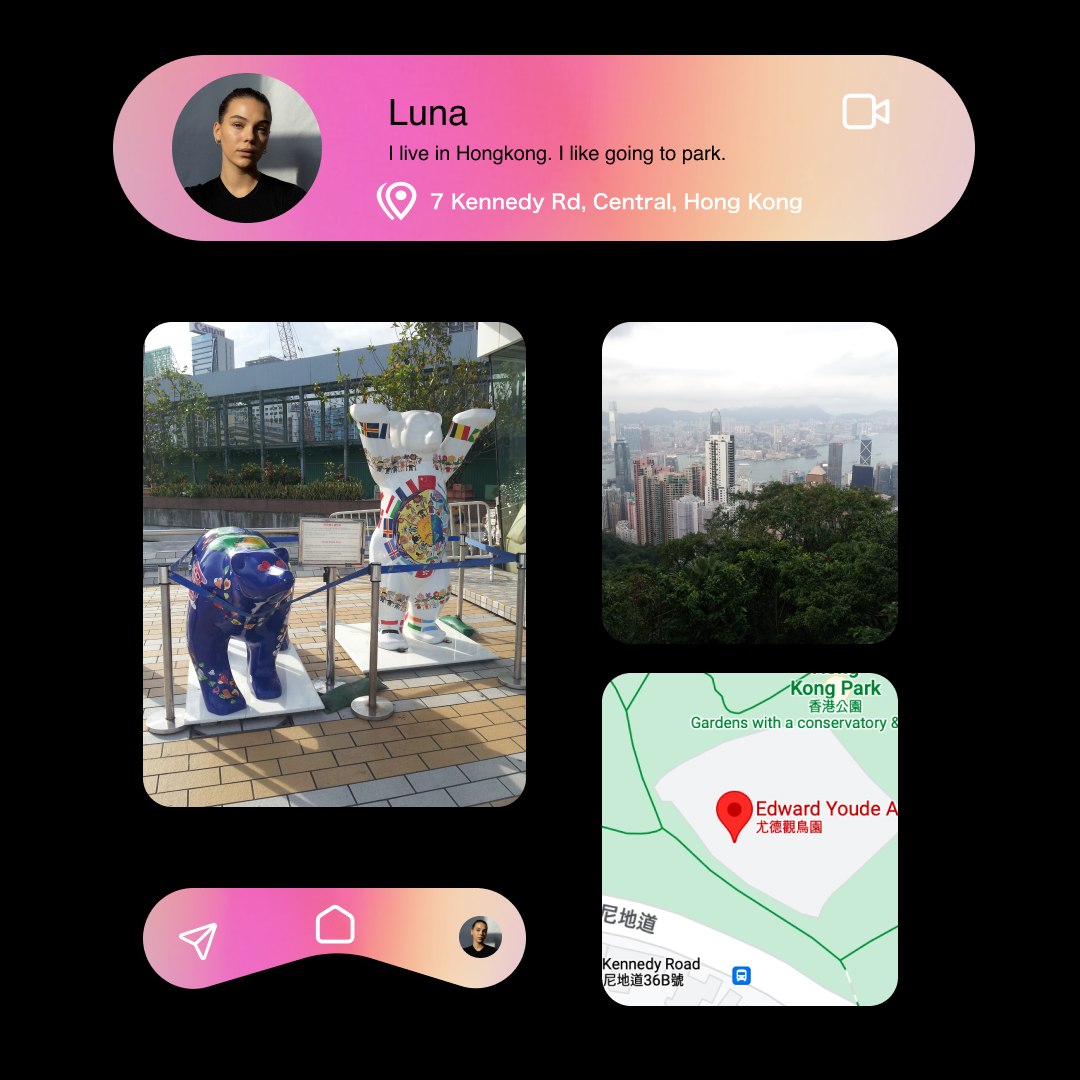 Luna
I live in Hongkong. I like going to park.
7 Kennedy Rd, Central, Hong Kong
Canon
Kong Park
香港公園
Gardens with a conservatory &
Edward Youde A
尤德觀鳥園
尼地道
Kennedy Road
尼地道36B號